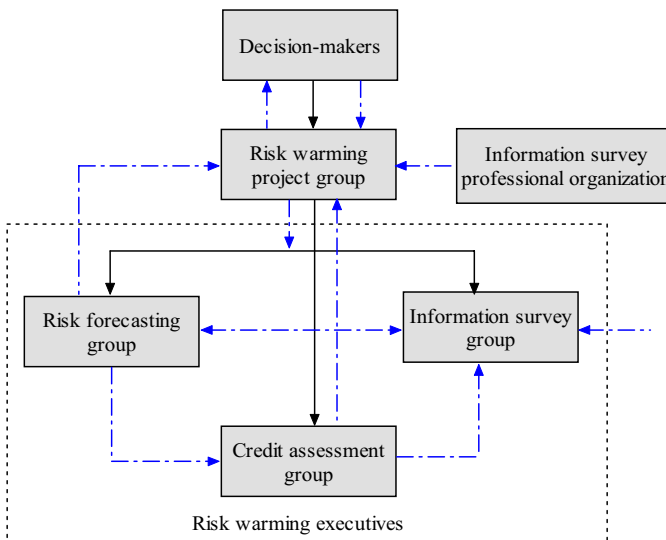 Decision-makers
Risk warming
project group
Information survey
professional organization
Risk forecasting
group
Information survey
group
Credit assessment
group
Risk warming executives